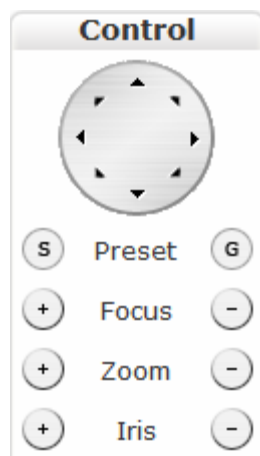 Control
S Preset G
+ Focus -
+ Zoom -
+ Iris -